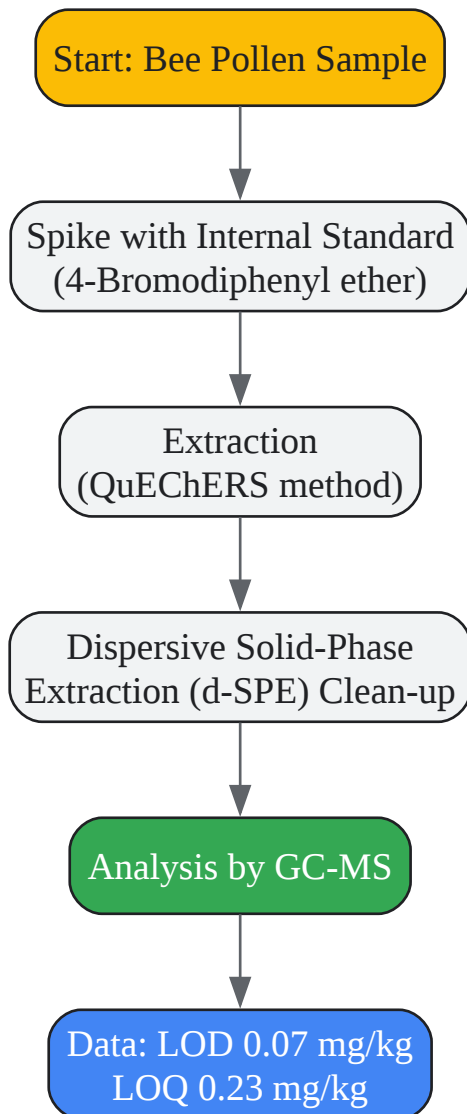 Start: Bee Pollen Sample
Spike with Internal Standard
(4-Bromodiphenyl ether)
Extraction
(QuEChERS method)
Dispersive Solid-Phase
Extraction (d-SPE) Clean-up
Analysis by GC-MS
Data: LOD 0.07 mg/kg
LOQ 0.23 mg/kg